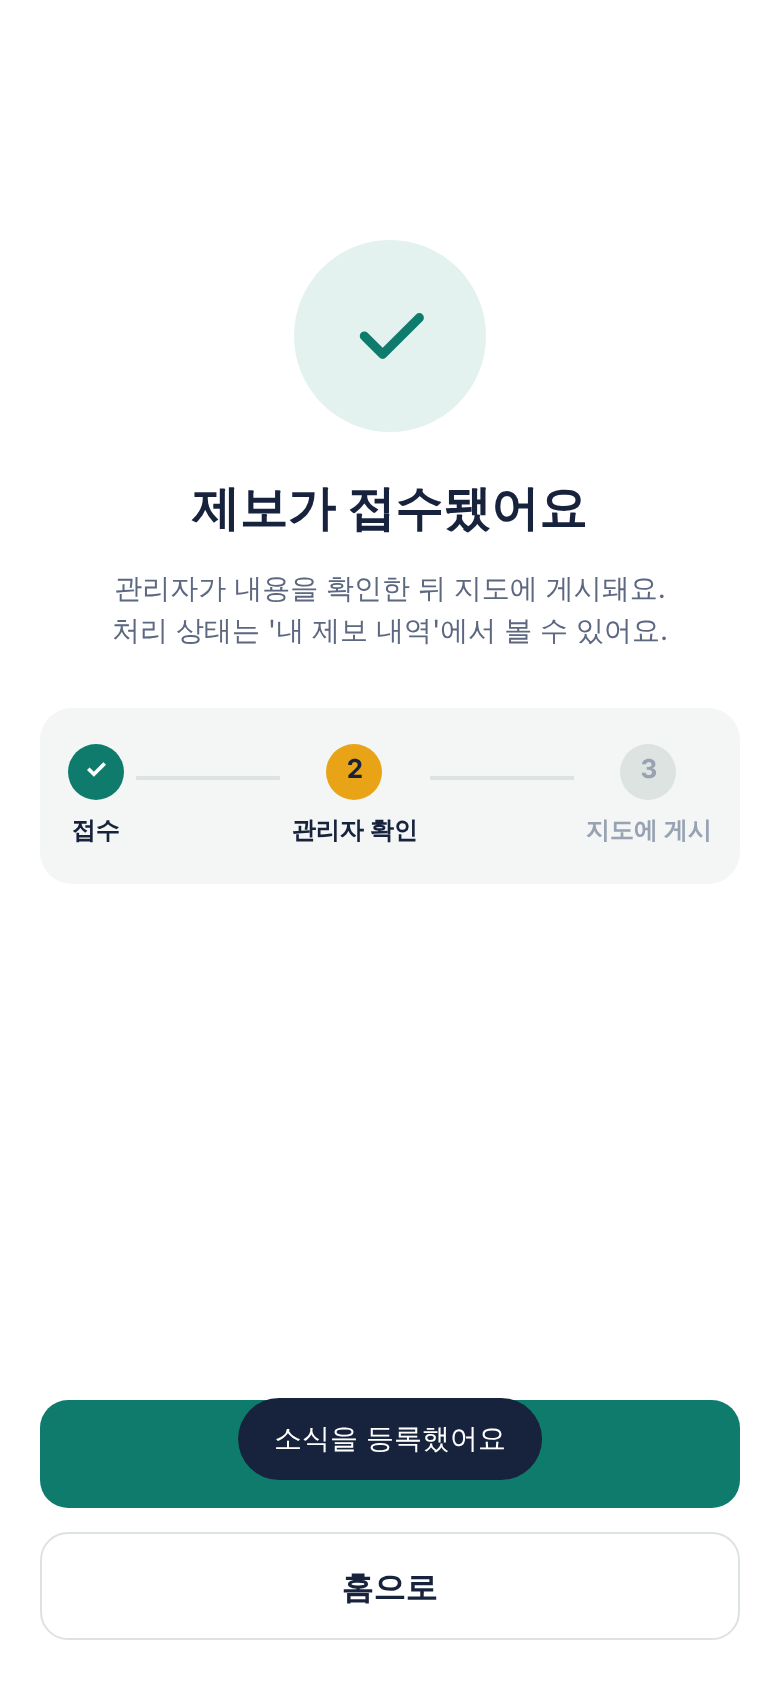 제보가 접수됐어요
관리자가 내용을 확인한 뒤 지도에 게시돼요.
처리 상태는 '내 제보 내역'에서 볼 수 있어요.
2
3
접수
관리자 확인
지도에 게시
소식을 등록했어요
홈으로